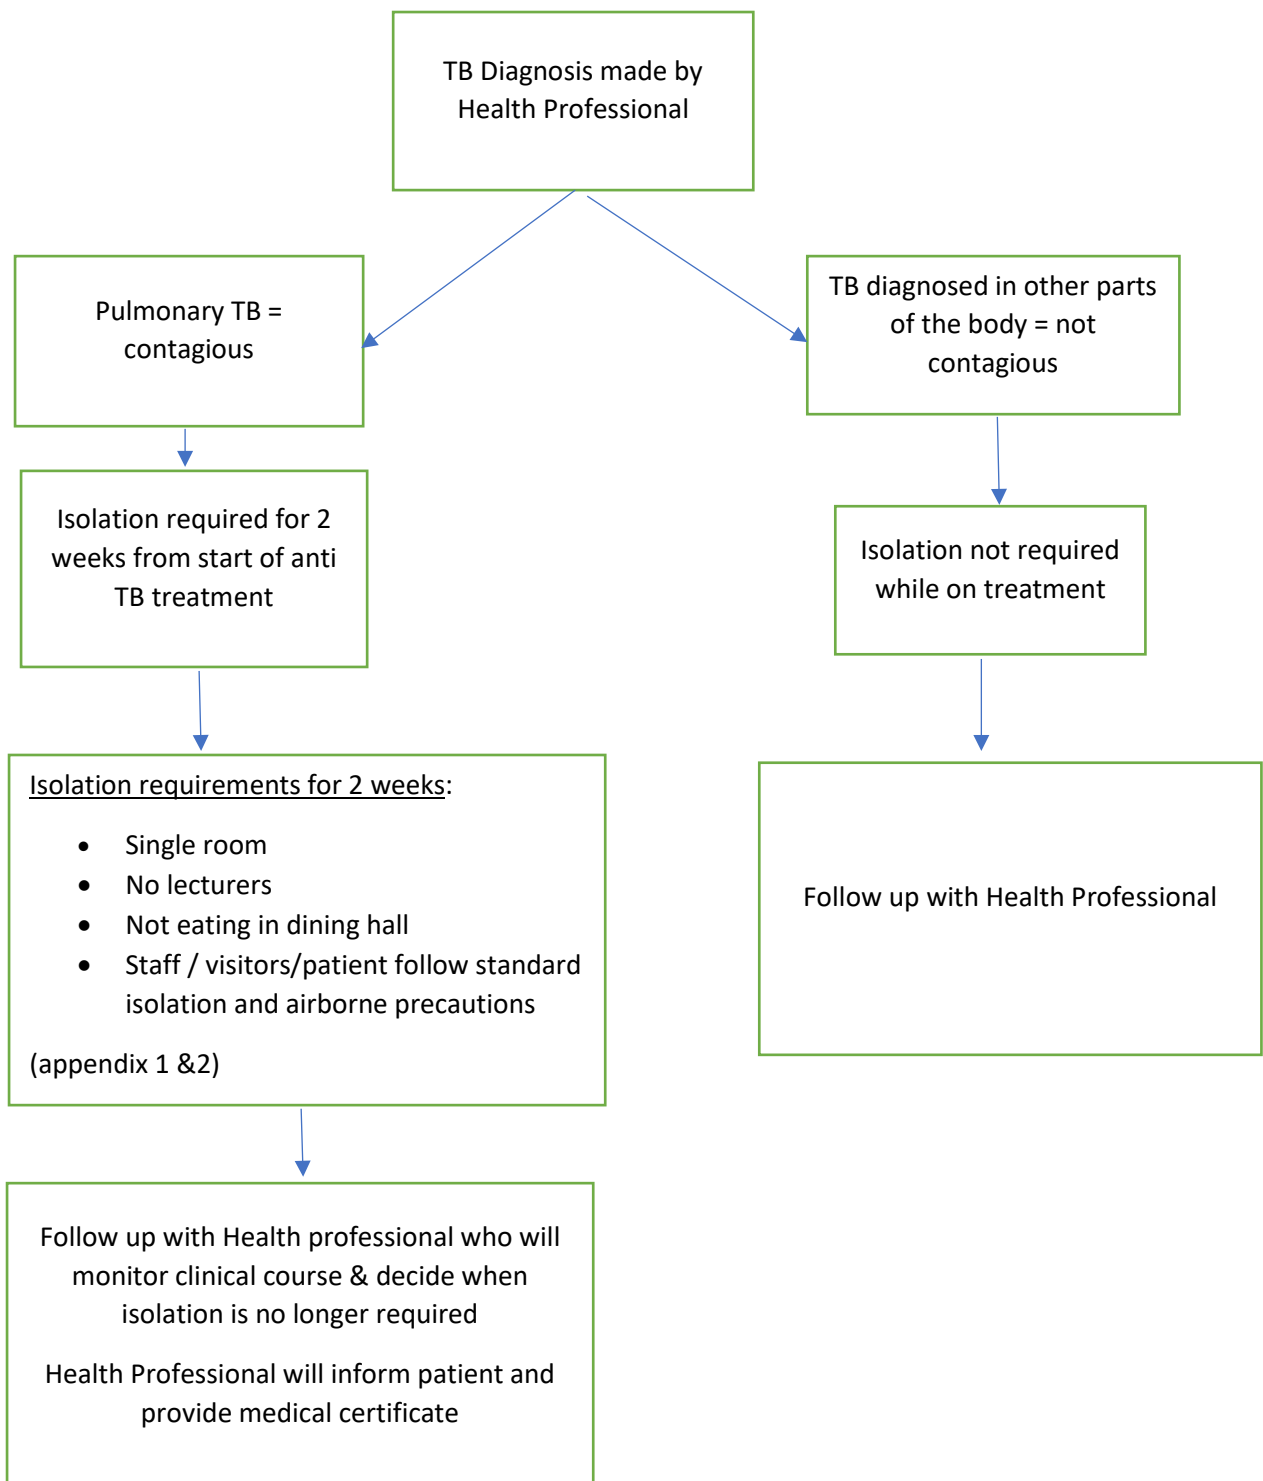 TB Diagnosis made by
Health Professional
Pulmonary TB =
contagious
TB diagnosed in other parts
of the body = not
contagious
Isolation required for 2
weeks from start of anti
TB treatment
Isolation not required
while on treatment
Isolation requirements for 2 weeks:
• Single room
• No lecturers
• Not eating in dining hall
• Staff / visitors/patient follow standard
isolation and airborne precautions
(appendix 1 &2)
Follow up with Health Professional
Follow up with Health professional who will
monitor clinical course & decide when
isolation is no longer required
Health Professional will inform patient and
provide medical certificate